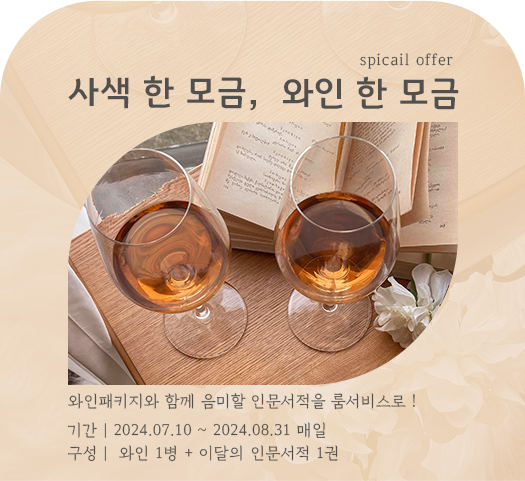 spicail offer
사색 한 모금, 와인 한 모금
와인패키지와 함께 음미할 인문서적을 룸서비스로 !
기간 | 2024.07.10 ~ 2024.08.31 매일
구성 | 와인 1병 + 이달의 인문서적 1권